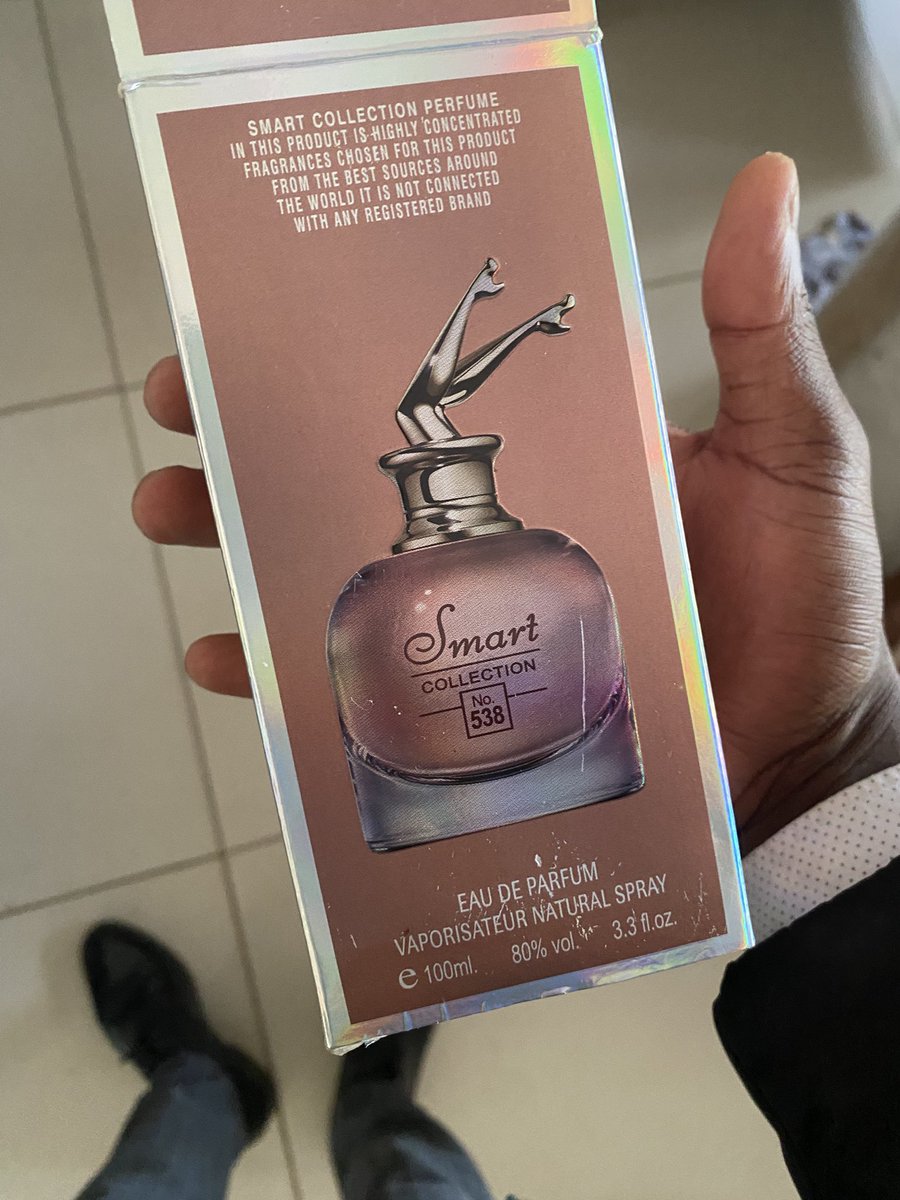 SMART COLLECTION PERFUME
IN THIS PRODUCT IS HIGHLY CONCENTRATED
FRAGRANCES CHOSEN FOR THIS PRODUCT
FROM THE BEST SOURCES AROUND
THE WORLD IT IS NOT CONNECTED
WITH ANY REGISTERED BRAND
Smart
COLLECTION
No.
538
EAU DE PARFUM
VAPORISATEUR NATURAL SPRAY
e 100ml. 80% vol. 3.3 fl.oz.